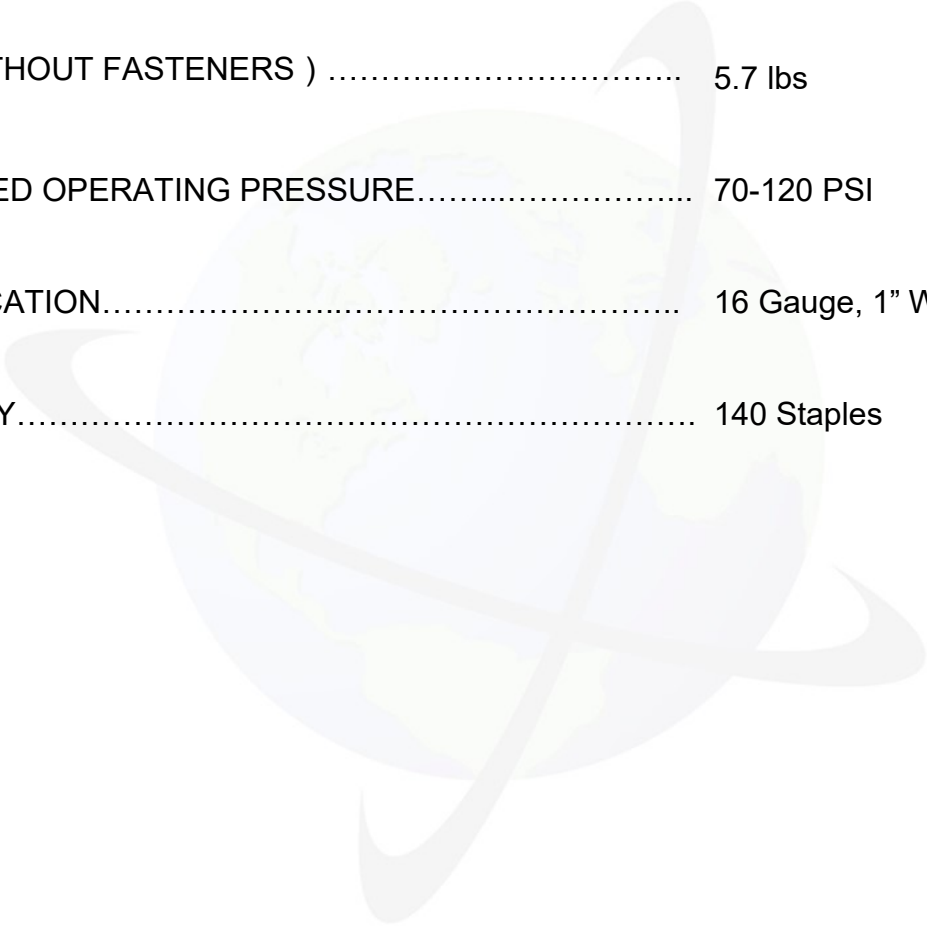 THOUT FASTENERS ) ………...………………….. 5.7 lbs
ED OPERATING PRESSURE……...……………... 70-120 PSI
CATION…………………..………………………….. 16 Gauge, 1” W
Y………………………………………………………. 140 Staples